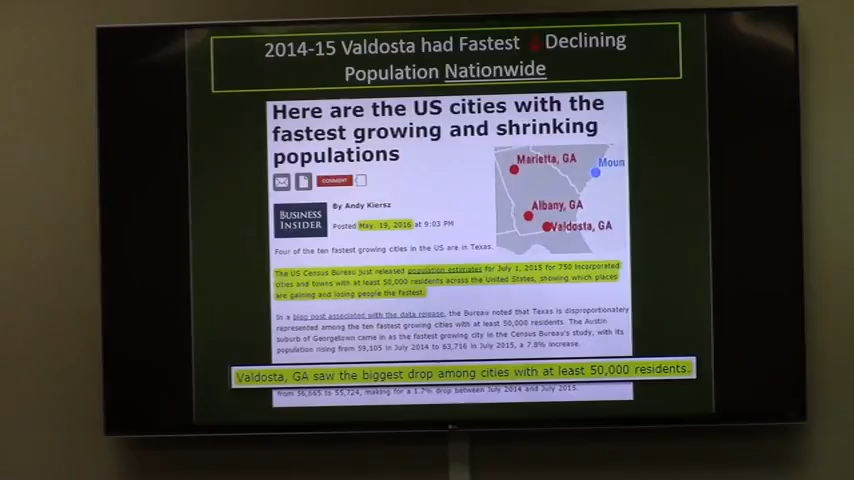 2014-15 Valdosta had Fastest Declining
Population Nationwide
Here are the US cities with the
fastest growing and shrinking
populations
COMMENT
Marietta, GA
Moun
Albany, GA
Valdosta, GA
BUSINESS
INSIDER
By Andy Kiersz
Posted May. 19, 2016 at 9:03 PM
Four of the ten fastest growing cities in the US are in Texas.
The US Census Bureau just released population estimates for July 1, 2015 for 750 incorporated
cities and towns with at least 50,000 residents across the United States, showing which places
are gaining and losing people the fastest.
In a blog post associated with the data release, the Bureau noted that Texas is disproportionately
represented among the ten fastest growing cities with at least 50,000 residents. The Austin
suburb of Georgetown came in as the fastest growing city in the Census Bureau's study, with its
population rising from 59,105 in July 2014 to 63,716 in July 2015, a 7.8% increase.
Valdosta, GA saw the biggest drop among cities with at least 50,000 residents.
from 56,665 to 55,724, making for a 1.7% drop between July 2014 and July 2015.
LG